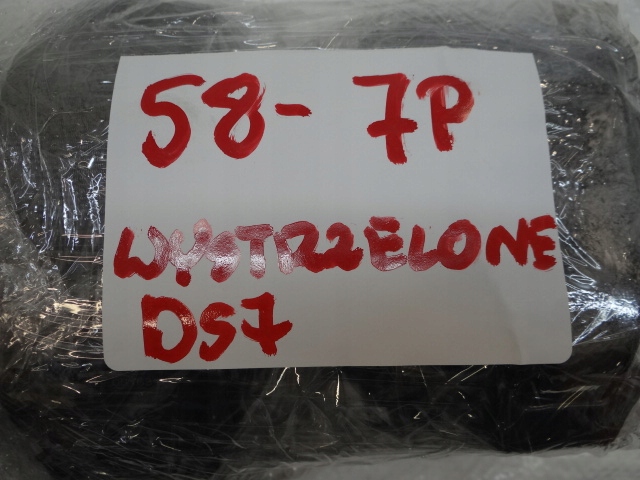 58- 7P
WYSTRZELONE
DS7